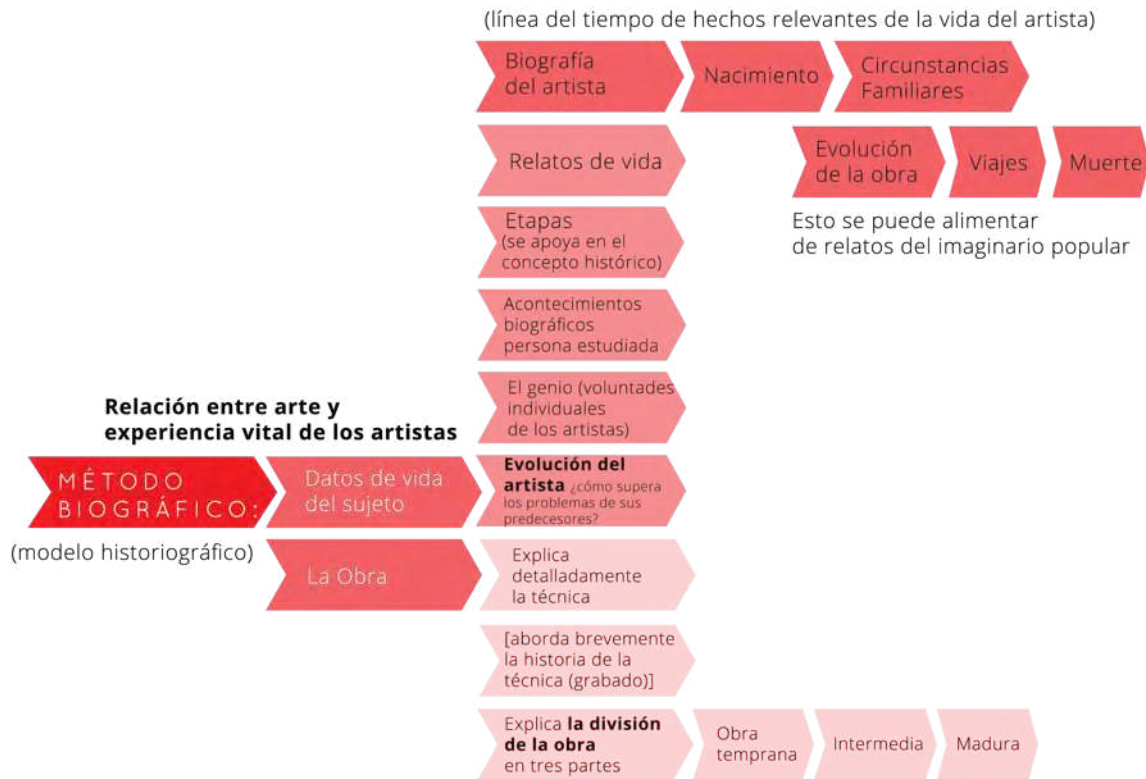 (línea del tiempo de hechos relevantes de la vida del artista)
Biografía
del artista
Nacimiento
Circunstancias
Familiares
Relatos de vida
Evolución
de la obra
Viajes
Muerte
Esto se puede alimentar
de relatos del imaginario popular
Etapas
(se apoya en el
concepto histórico)
Acontecimientos
biográficos
persona estudiada
El genio (voluntades
individuales
de los artistas)
Relación entre arte y
experiencia vital de los artistas
MÉTODO
BIOGRÁFICO:
(modelo historiográfico)
Datos de vida
del sujeto
Evolución del
artista ¿cómo supera
los problemas de sus
predecesores?
La Obra
Explica
detalladamente
la técnica
[aborda brevemente
la historia de la
técnica (grabado)]
Explica la división
de la obra
en tres partes
Obra
temprana
Intermedia
Madura